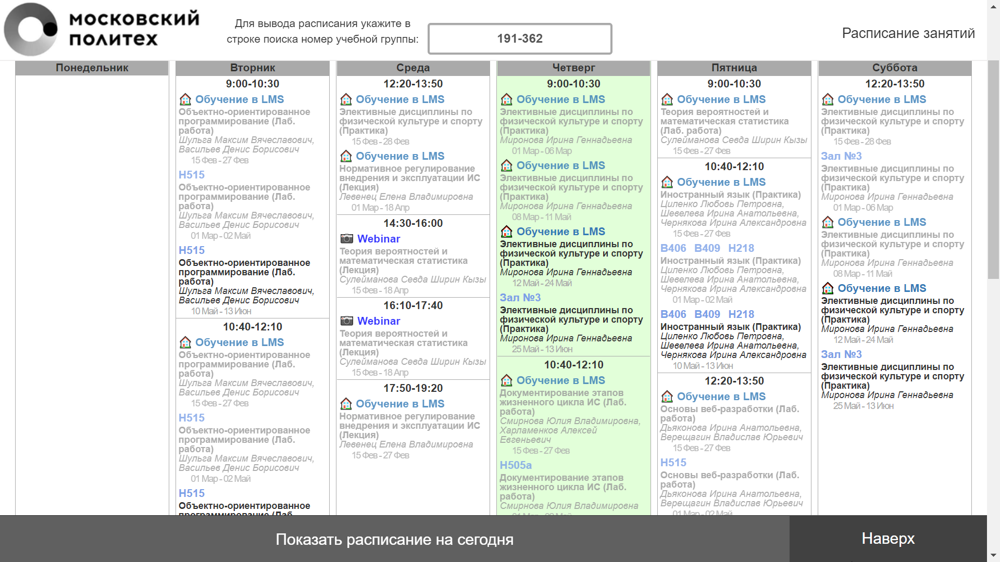 московский
политех
Для вывода расписания укажите в
строке поиска номер учебной группы:
191-362
Расписание занятий
Понедельник
Вторник
9:00-10:30
Обучение в LMS
Объектно-ориентированное
программирование (Лаб.
работа)
Шульга Максим Вячеславович,
Васильев Денис Борисович
15 Фев - 27 Фев
Н515
Объектно-ориентированное
программирование (Лаб.
работа)
Шульга Максим Вячеславович,
Васильев Денис Борисович
01 Мар - 02 Май
Н515
Объектно-ориентированное
программирование (Лаб.
работа)
Шульга Максим Вячеславович,
Васильев Денис Борисович
10 Май - 13 Июн
10:40-12:10
Обучение в LMS
Объектно-ориентированное
программирование (Лаб.
работа)
Шульга Максим Вячеславович,
Васильев Денис Борисович
15 Фев - 27 Фев
Н515
Объектно-ориентированное
программирование (Лаб.
работа)
Шульга Максим Вячеславович,
Васильев Денис Борисович
01 Мар - 02 Май
Н515
Объектно-ориентированное
программирование (Лаб.
Среда
12:20-13:50
Обучение в LMS
Элективные дисциплины по
физической культуре и спорту
(Практика)
15 Фев - 28 Фев
Обучение в LMS
Нормативное регулирование
внедрения и эксплуатации ИС
(Лекция)
Левенец Елена Владимировна
01 Мар - 18 Апр
14:30-16:00
Webinar
Теория вероятностей и
математическая статистика
(Лекция)
Сулейманова Севда Ширин Кызы
15 Фев - 18 Апр
16:10-17:40
Webinar
Теория вероятностей и
математическая статистика
(Лекция)
Сулейманова Севда Ширин Кызы
15 Фев - 18 Апр
17:50-19:20
Обучение в LMS
Нормативное регулирование
внедрения и эксплуатации ИС
(Лекция)
Левенец Елена Владимировна
15 Фев - 27 Фев
Четверг
9:00-10:30
Обучение в LMS
Элективные дисциплины по
физической культуре и спорту
(Практика)
Миронова Ирина Геннадьевна
01 Мар - 06 Мар
Обучение в LMS
Элективные дисциплины по
физической культуре и спорту
(Практика)
Миронова Ирина Геннадьевна
08 Мар - 11 Май
Обучение в LMS
Элективные дисциплины по
физической культуре и спорту
(Практика)
Миронова Ирина Геннадьевна
12 Май - 24 Май
Зал №3
Элективные дисциплины по
физической культуре и спорту
(Практика)
Миронова Ирина Геннадьевна
25 Май - 13 Июн
10:40-12:10
Обучение в LMS
Документирование этапов
жизненного цикла ИС (Лаб.
работа)
Смирнова Юлия Владимировна,
Харламенков Алексей
Евгеньевич
15 Фев - 27 Фев
Н505а
Документирование этапов
жизненного цикла ИС (Лаб.
работа)
Смирнова Юлия Владимировна
Пятница
9:00-10:30
Обучение в LMS
Теория вероятностей и
математическая статистика
(Лаб. работа)
Сулейманова Севда Ширин Кызы
15 Фев - 27 Фев
10:40-12:10
Обучение в LMS
Иностранный язык (Практика)
Циленко Любовь Петровна,
Шевелева Ирина Анатольевна,
Чернякова Ирина Александровна
15 Фев - 27 Фев
В406 В409 Н218
Иностранный язык (Практика)
Циленко Любовь Петровна,
Шевелева Ирина Анатольевна,
Чернякова Ирина Александровна
01 Мар - 02 Май
В406 В409 Н218
Иностранный язык (Практика)
Циленко Любовь Петровна,
Шевелева Ирина Анатольевна,
Чернякова Ирина Александровна
10 Май - 13 Июн
12:20-13:50
Обучение в LMS
Основы веб-разработки (Лаб.
работа)
Дьяконова Ирина Анатольевна,
Верещагин Владислав Юрьевич
15 Фев - 27 Фев
Н515
Основы веб-разработки (Лаб.
работа)
Дьяконова Ирина Анатольевна,
Верещагин Владислав Юрьевич
01 Мар - 02 Май
Суббота
12:20-13:50
Обучение в LMS
Элективные дисциплины по
физической культуре и спорту
(Практика)
15 Фев - 28 Фев
Зал №3
Элективные дисциплины по
физической культуре и спорту
(Практика)
Миронова Ирина Геннадьевна
01 Мар - 06 Мар
Обучение в LMS
Элективные дисциплины по
физической культуре и спорту
(Практика)
Миронова Ирина Геннадьевна
08 Мар - 11 Май
Обучение в LMS
Элективные дисциплины по
физической культуре и спорту
(Практика)
Миронова Ирина Геннадьевна
12 Май - 24 Май
Зал №3
Элективные дисциплины по
физической культуре и спорту
(Практика)
Миронова Ирина Геннадьевна
25 Май - 13 Июн
Показать расписание на сегодня
Наверх